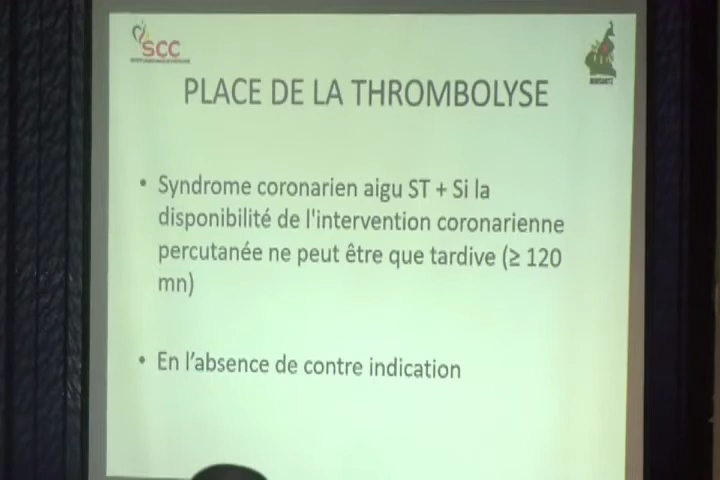 SCC
PLACE DE LA THROMBOLYSE
• Syndrome coronarien aigu ST + Si la
disponibilité de l'intervention coronarienne
percutanée ne peut être que tardive (≥ 120
mn)
• En l'absence de contre indication